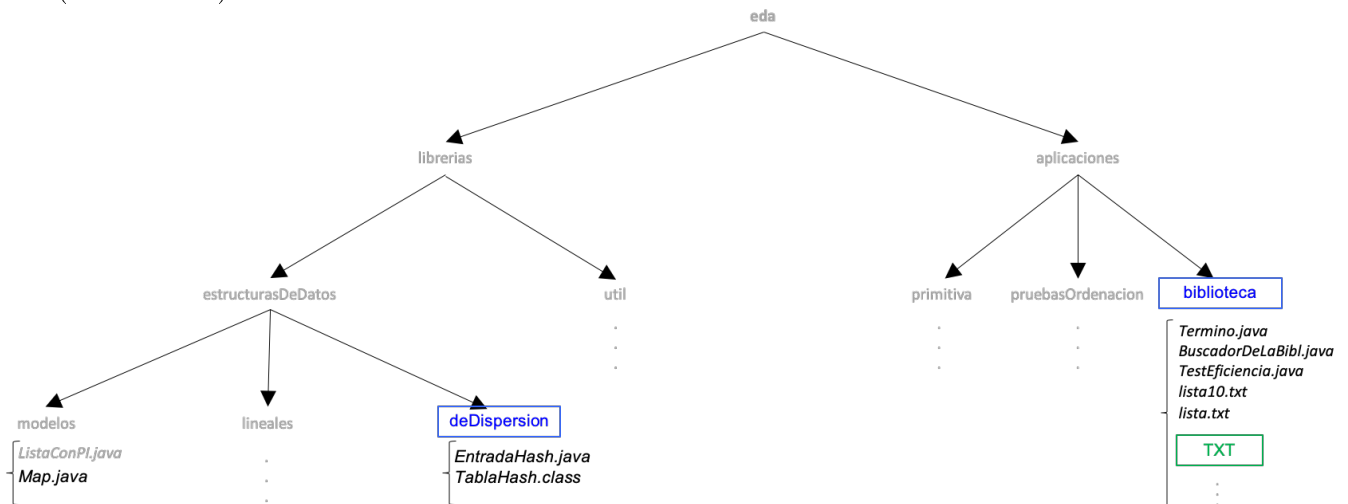 eda
librerias
aplicaciones
estructurasDeDatos
util
primitiva
pruebasOrdenacion
biblioteca
Termino.java
BuscadorDeLaBibl.java
TestEficiencia.java
lista10.txt
lista.txt
TXT
modelos
lineales
deDispersion
ListaConPI.java
Map.java
EntradaHash.java
TablaHash.class